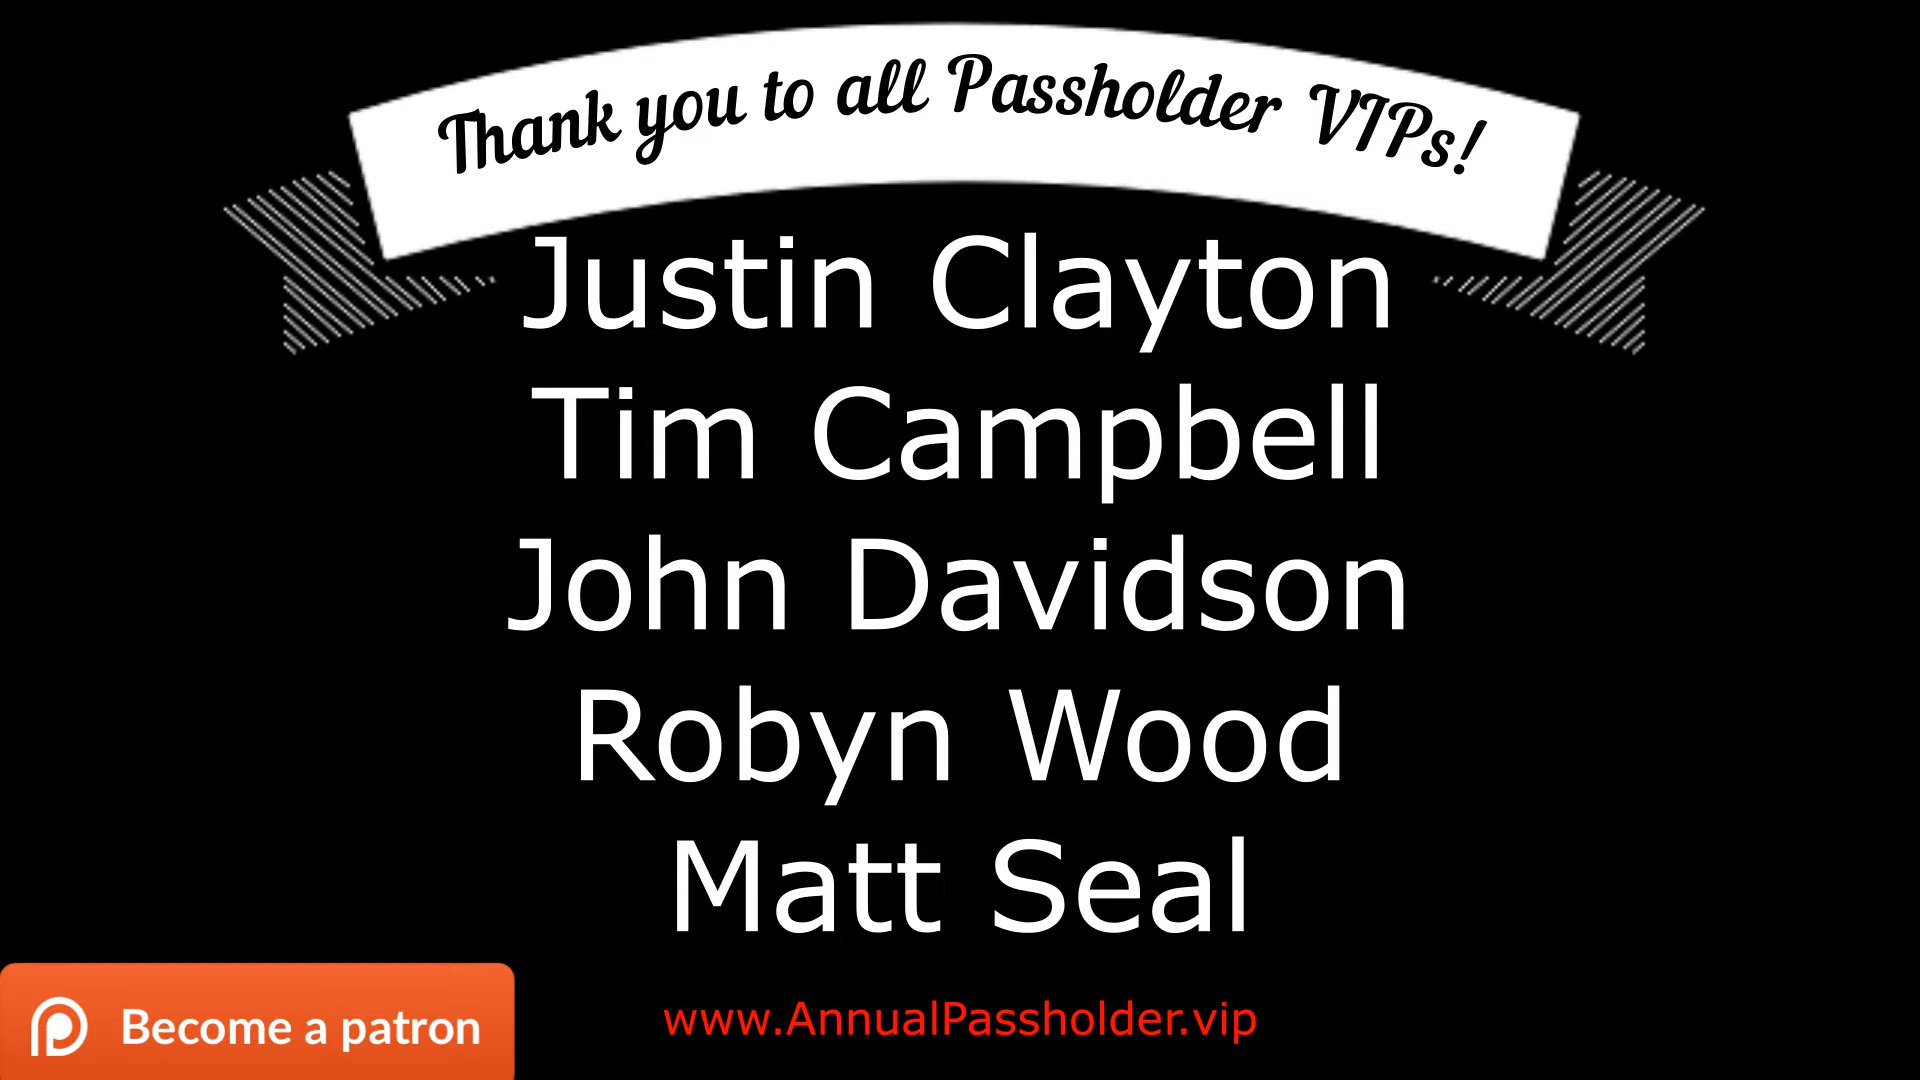 Thank you to all Passholder VIPs!
Justin Clayton
Tim Campbell
John Davidson
Robyn Wood
Matt Seal
Become a patron
www.AnnualPassholder.vip